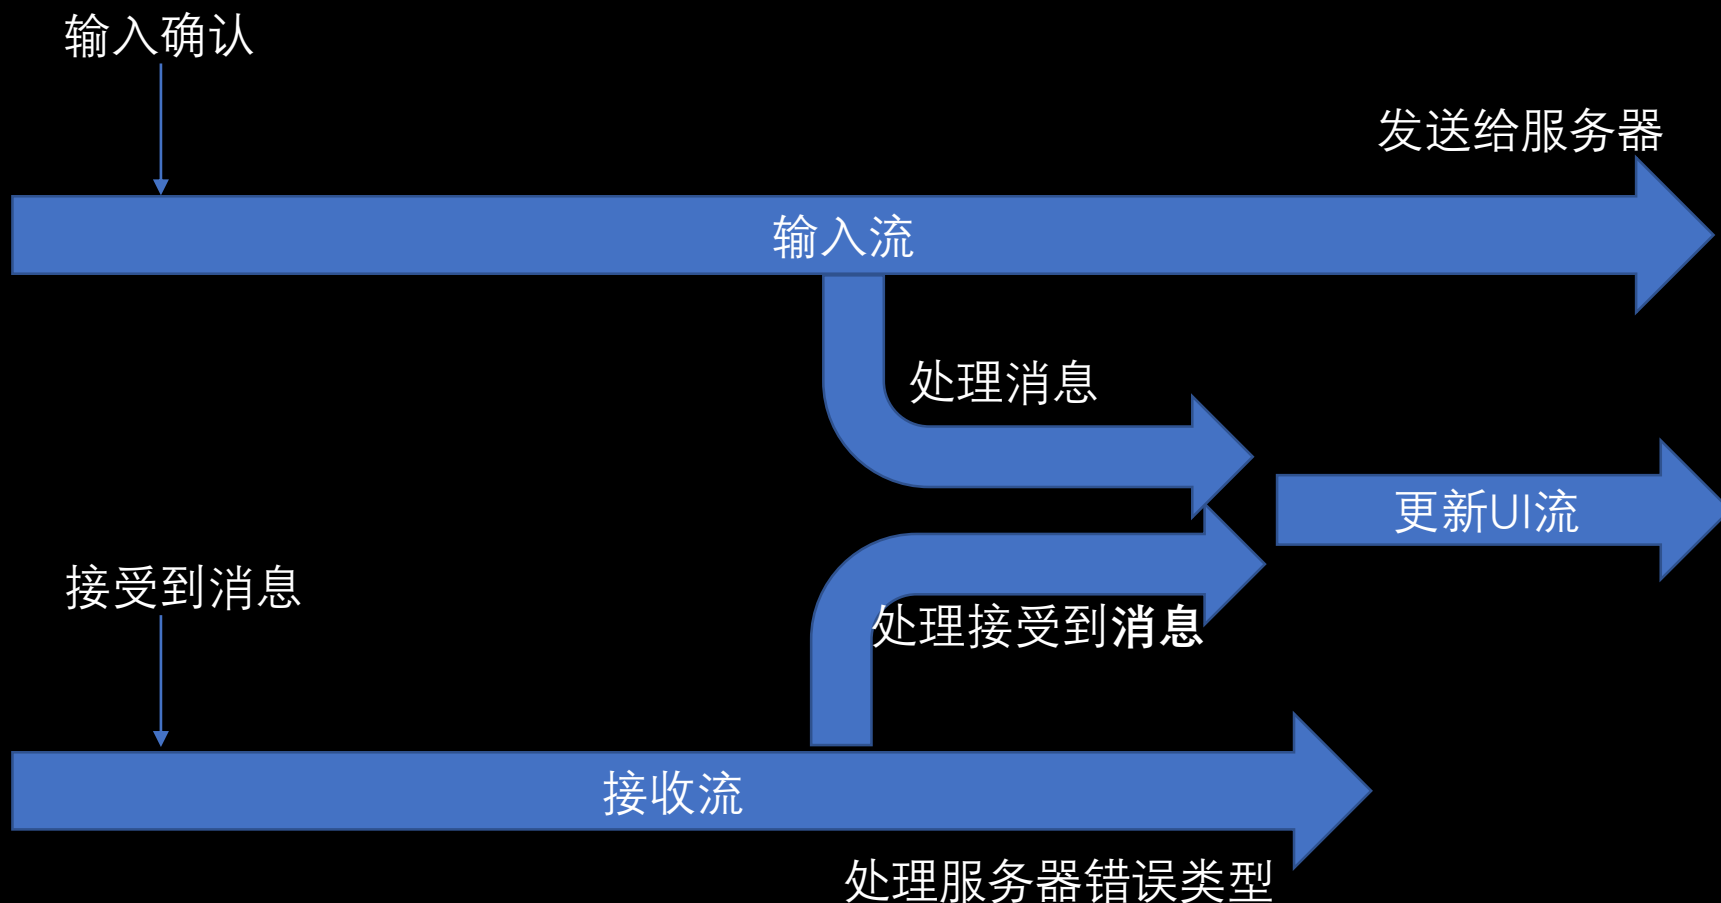 输入确认
发送给服务器
输入流
处理消息
更新UI流
接受到消息
处理接受到消息
接收流
处理服务器错误类型